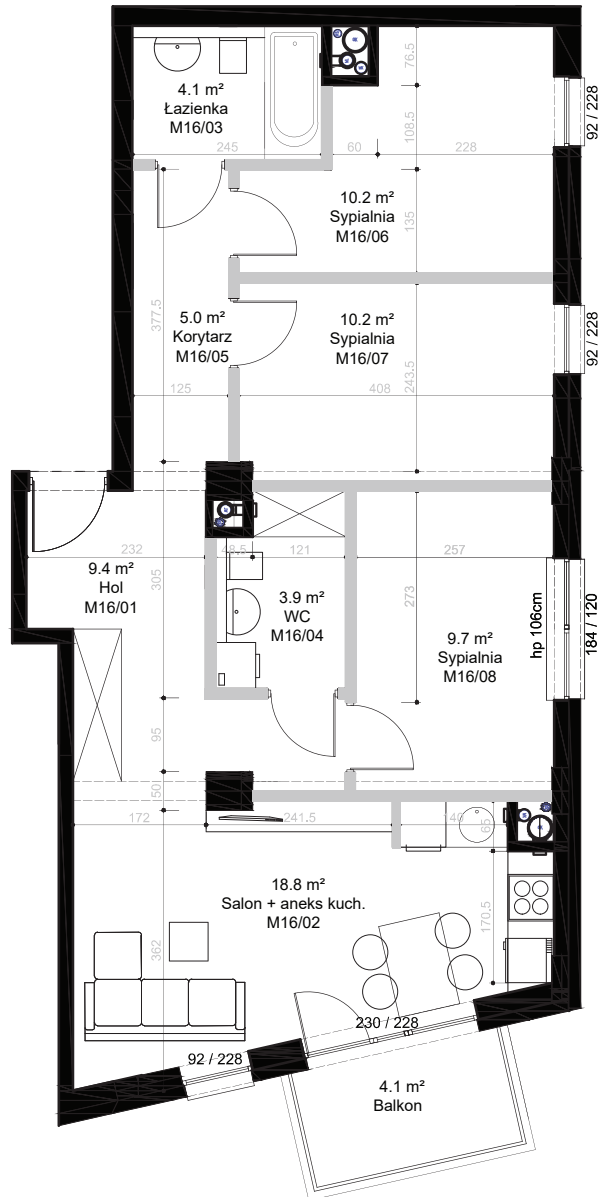 76.5
4.1 m²
Łazienka
M16/03
92 / 228
108.5
245
60
228
10.2 m²
Sypialnia
M16/06
135
377.5
5.0 m²
Korytarz
M16/05
10.2 m²
Sypialnia
M16/07
92 / 228
243.5
125
408
232
48.5
121
257
9.4 m²
Hol
M16/01
305
3.9 m²
WC
M16/04
273
hp 106cm
184 / 120
9.7 m²
Sypialnia
M16/08
95
50
172
241.5
140
65
18.8 m²
Salon + aneks kuch.
M16/02
170.5
362
230 / 228
92 / 228
4.1 m²
Balkon